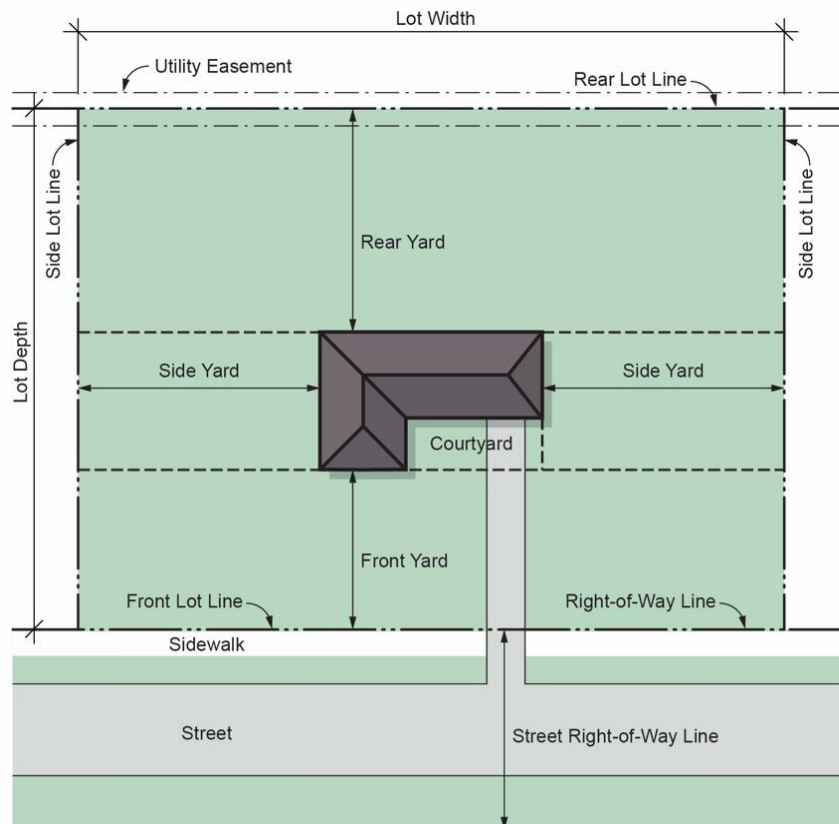 Lot Width
Utility Easement
Rear Lot Line
Side Lot Line
Side Lot Line
Rear Yard
Lot Depth
Side Yard
Side Yard
Courtyard
Front Yard
Front Lot Line
Right-of-Way Line
Sidewalk
Street
Street Right-of-Way Line